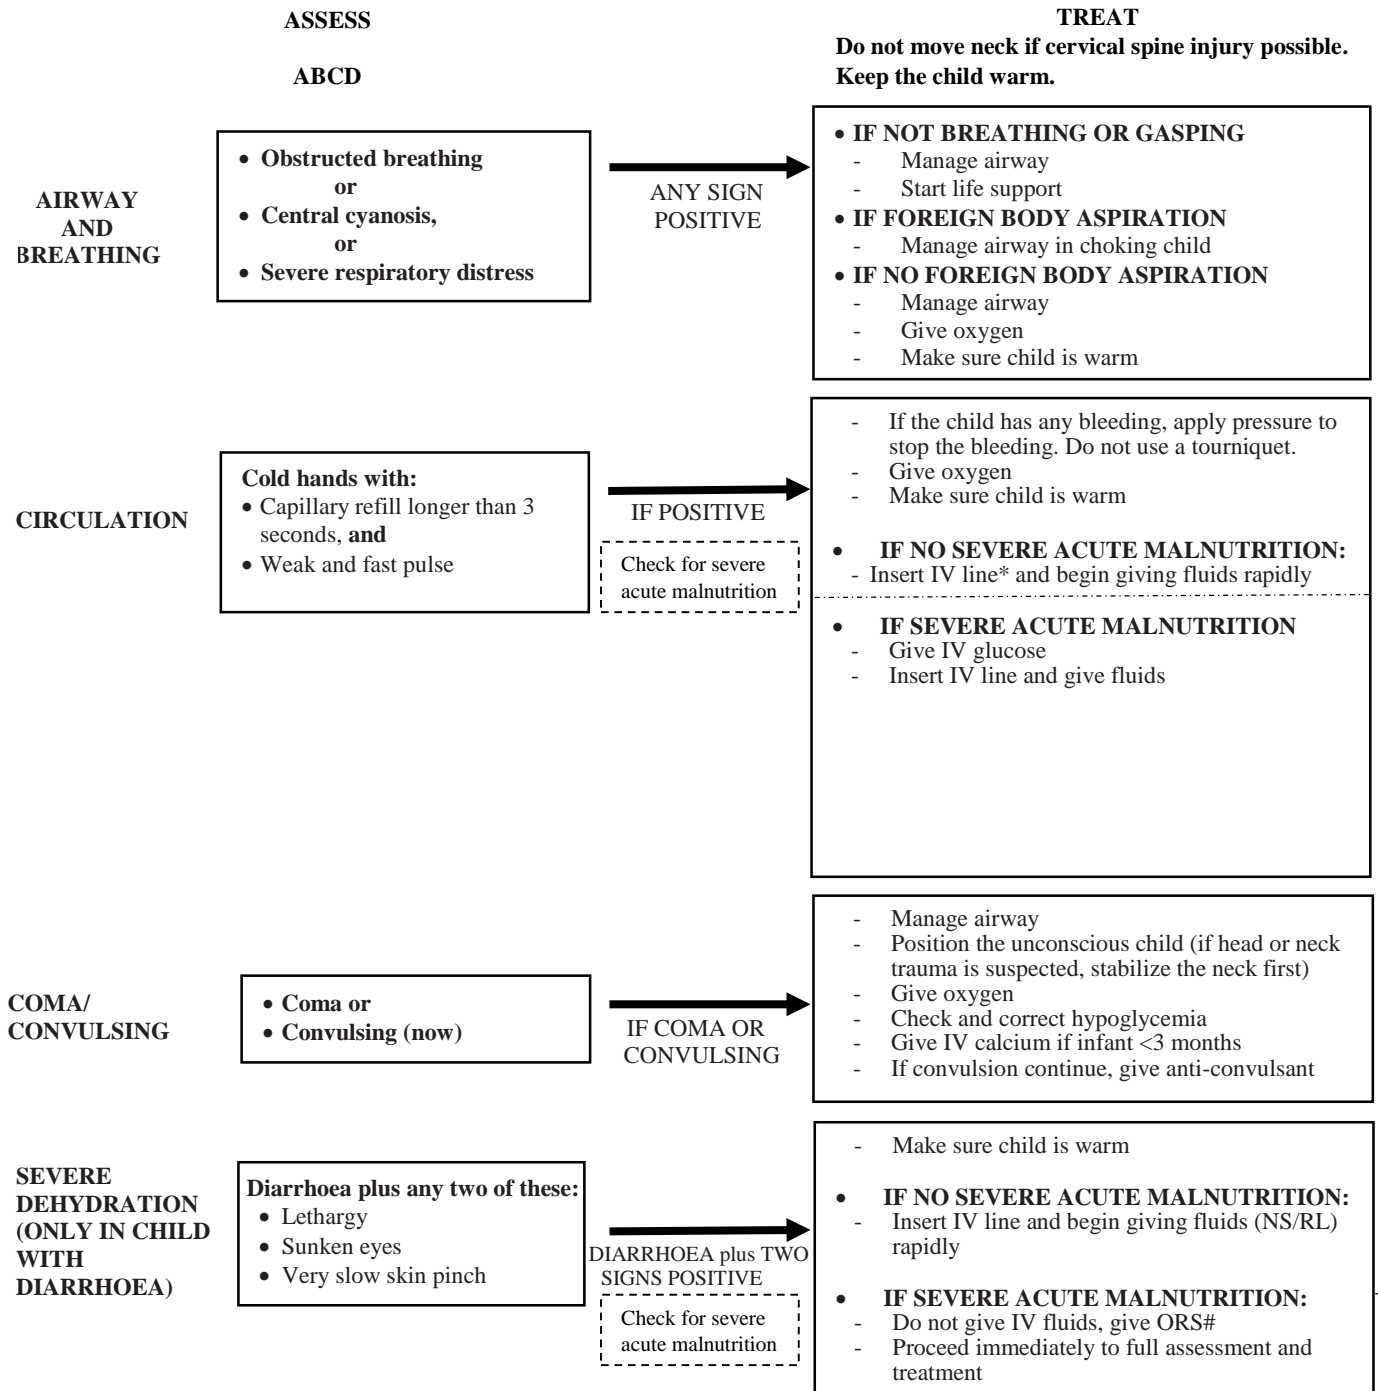 ASSESS
ABCD
TREAT
Do not move neck if cervical spine injury possible.
Keep the child warm.
AIRWAY
AND
BREATHING
• Obstructed breathing
or
• Central cyanosis,
or
• Severe respiratory distress
ANY SIGN
POSITIVE
• IF NOT BREATHING OR GASPING
- Manage airway
- Start life support
• IF FOREIGN BODY ASPIRATION
- Manage airway in choking child
• IF NO FOREIGN BODY ASPIRATION
- Manage airway
- Give oxygen
- Make sure child is warm
CIRCULATION
Cold hands with:
• Capillary refill longer than 3
seconds, and
• Weak and fast pulse
IF POSITIVE
Check for severe
acute malnutrition
- If the child has any bleeding, apply pressure to
stop the bleeding. Do not use a tourniquet.
- Give oxygen
- Make sure child is warm
• IF NO SEVERE ACUTE MALNUTRITION:
- Insert IV line* and begin giving fluids rapidly
• IF SEVERE ACUTE MALNUTRITION
- Give IV glucose
- Insert IV line and give fluids
COMA/
CONVULSING
• Coma or
• Convulsing (now)
IF COMA OR
CONVULSING
- Manage airway
- Position the unconscious child (if head or neck
trauma is suspected, stabilize the neck first)
- Give oxygen
- Check and correct hypoglycemia
- Give IV calcium if infant <3 months
- If convulsion continue, give anti-convulsant
SEVERE
DEHYDRATION
(ONLY IN CHILD
WITH
DIARRHOEA)
Diarrhoea plus any two of these:
• Lethargy
• Sunken eyes
• Very slow skin pinch
DIARRHOEA plus TWO
SIGNS POSITIVE
Check for severe
acute malnutrition
- Make sure child is warm
• IF NO SEVERE ACUTE MALNUTRITION:
- Insert IV line and begin giving fluids (NS/RL)
rapidly
• IF SEVERE ACUTE MALNUTRITION:
- Do not give IV fluids, give ORS#
- Proceed immediately to full assessment and
treatment